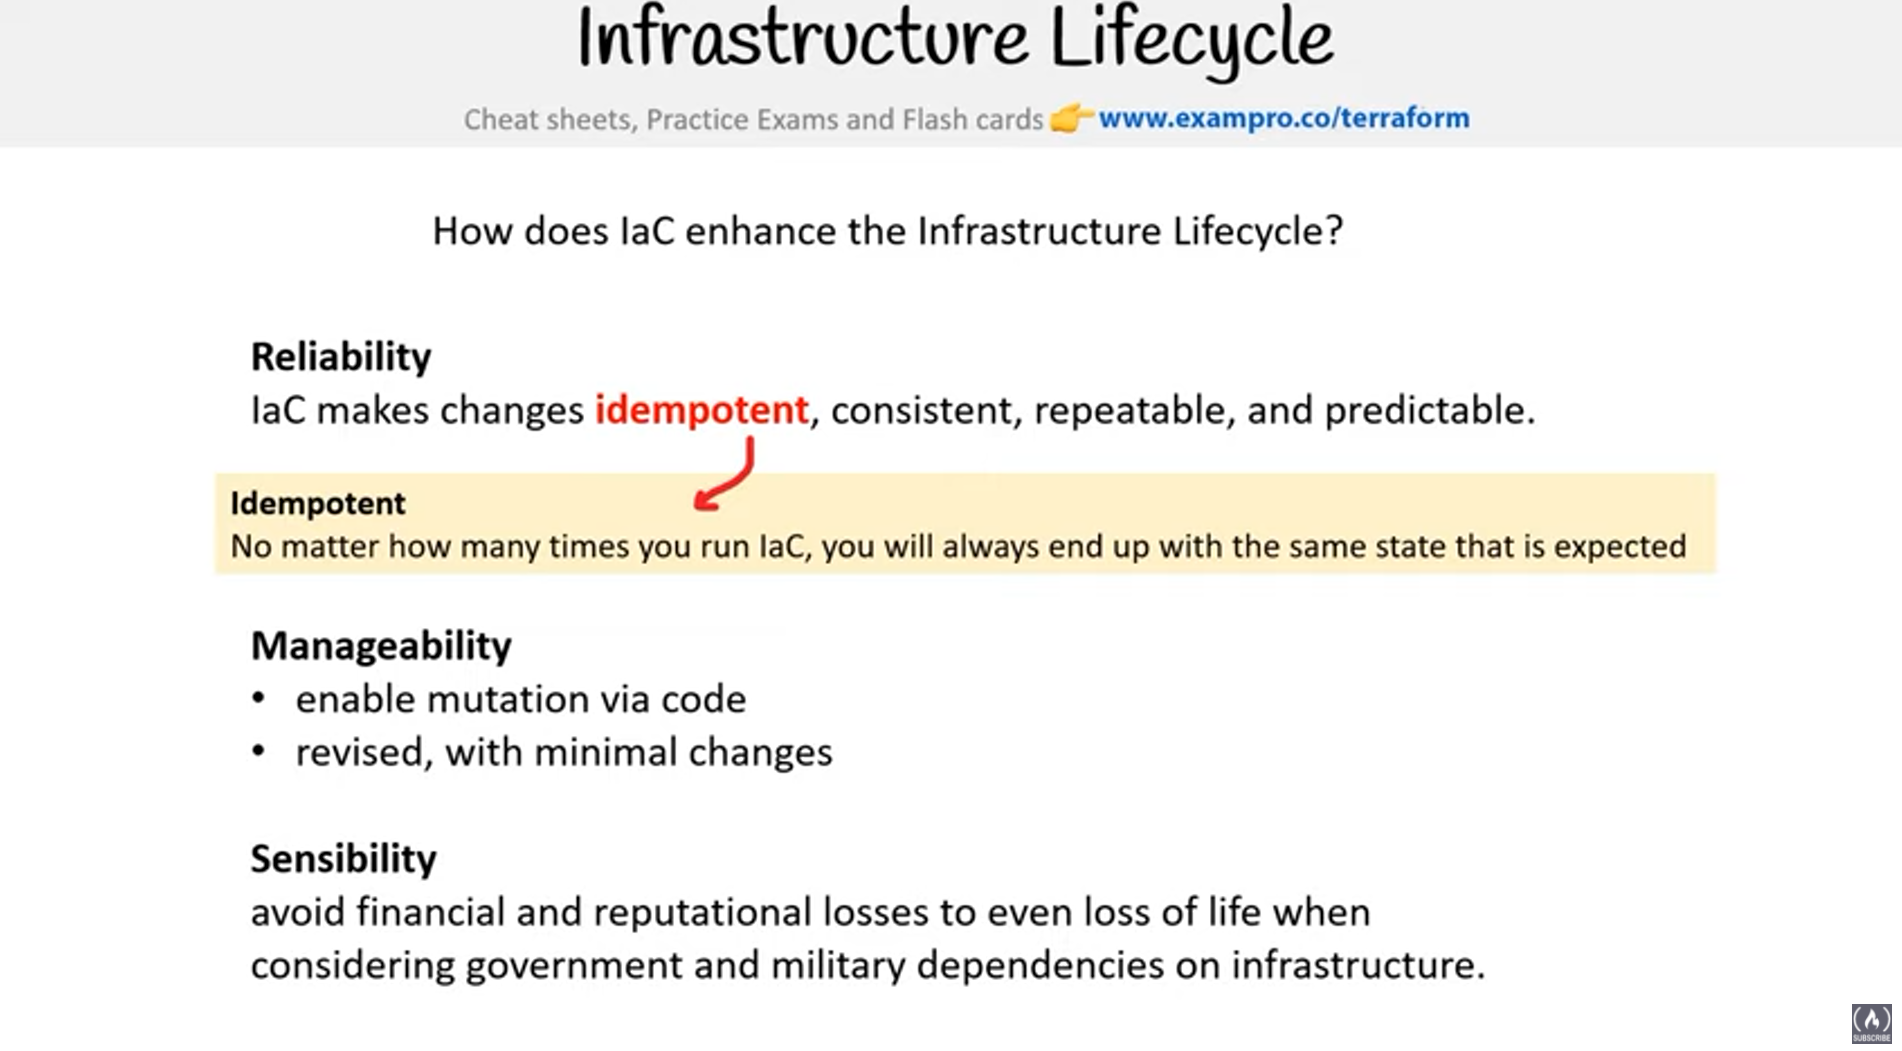 Infrastructure Lifecycle
Cheat sheets, Practice Exams and Flash cards 👉 www.exampro.co/terraform
How does IaC enhance the Infrastructure Lifecycle?
Reliability
IaC makes changes idempotent, consistent, repeatable, and predictable.
Idempotent
No matter how many times you run IaC, you will always end up with the same state that is expected
Manageability
• enable mutation via code
• revised, with minimal changes
Sensibility
avoid financial and reputational losses to even loss of life when
considering government and military dependencies on infrastructure.
SUBSCRIBE